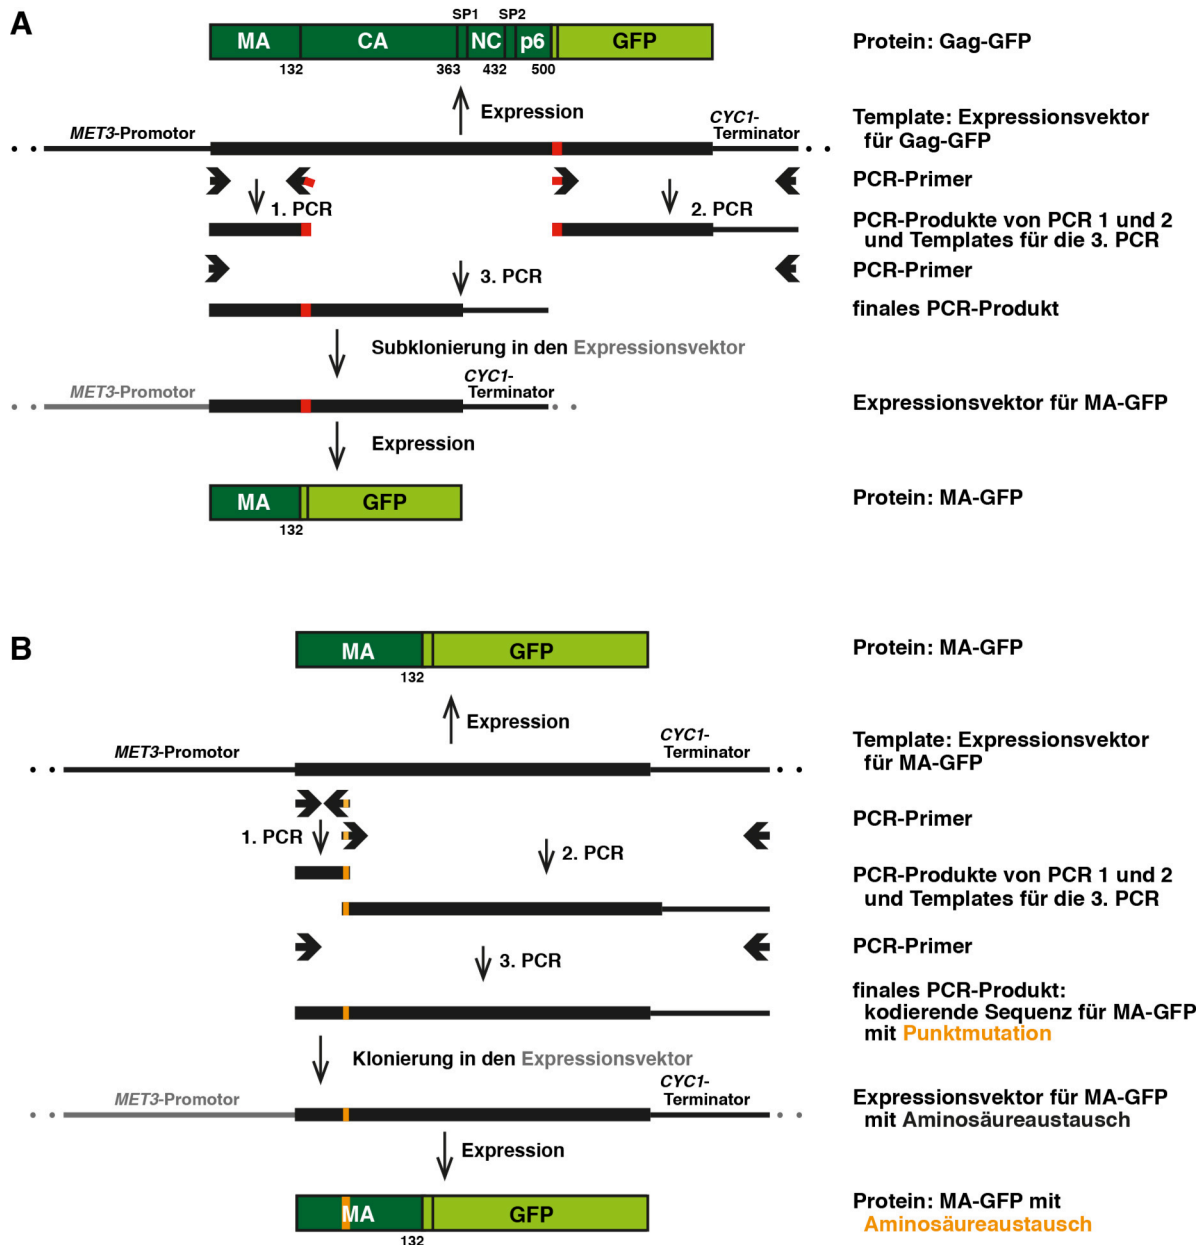 A
SP1 SP2
MA CA NC p6 GFP
Protein: Gag-GFP
132 363 432 500
Expression
MET3-Promotor
CYC1-
Terminator
Template: Expressionsvektor
für Gag-GFP
PCR-Primer
1. PCR
2. PCR
PCR-Produkte von PCR 1 und 2
und Templates für die 3. PCR
PCR-Primer
3. PCR
finales PCR-Produkt
Subklonierung in den Expressionsvektor
MET3-Promotor
CYC1-
Terminator
Expressionsvektor für MA-GFP
Expression
MA GFP
Protein: MA-GFP
132
B
MA GFP
Protein: MA-GFP
132
Expression
MET3-Promotor
CYC1-
Terminator
Template: Expressionsvektor
für MA-GFP
PCR-Primer
1. PCR
2. PCR
PCR-Produkte von PCR 1 und 2
und Templates für die 3. PCR
PCR-Primer
3. PCR
finales PCR-Produkt:
kodierende Sequenz für MA-GFP
mit Punktmutation
Klonierung in den Expressionsvektor
MET3-Promotor
CYC1-
Terminator
Expressionsvektor für MA-GFP
mit Aminosäureaustausch
Expression
MA GFP
Protein: MA-GFP mit
Aminosäureaustausch
132